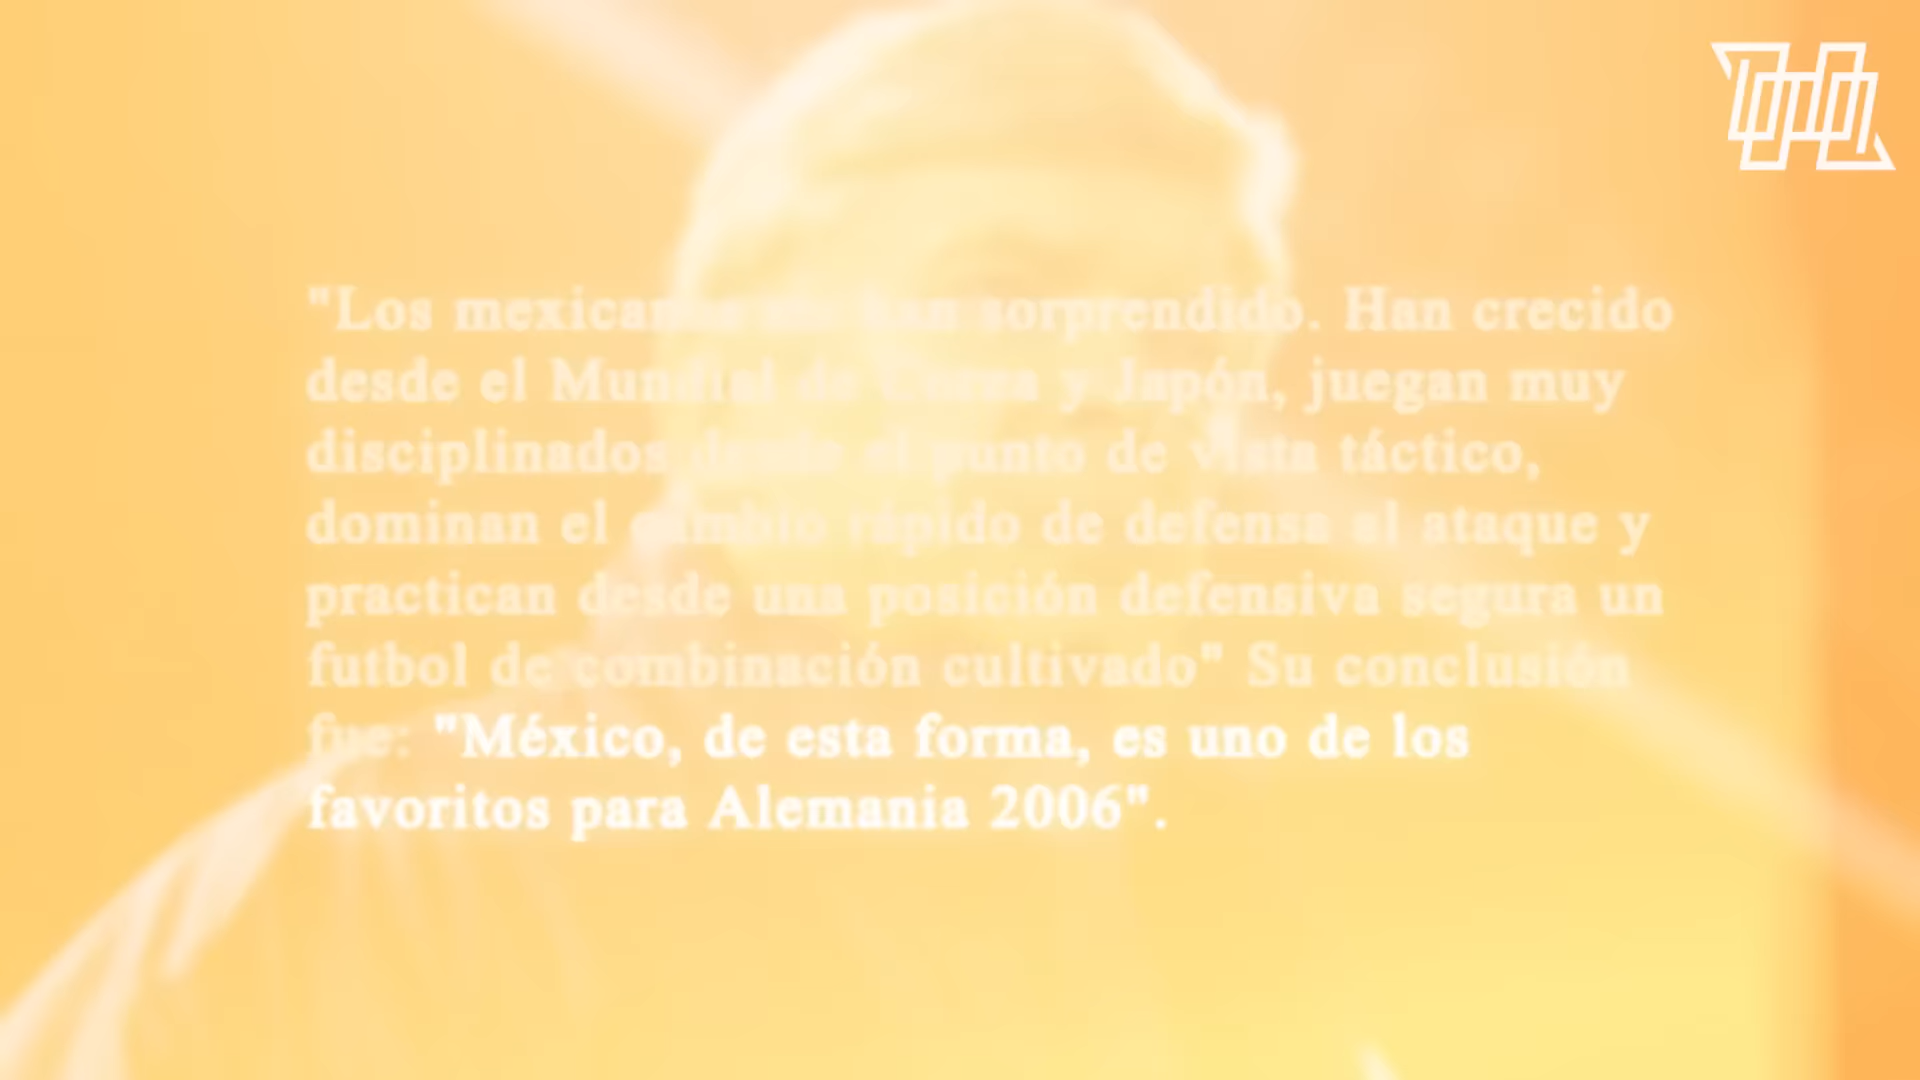 "Los mexicanos nos han sorprendido. Han crecido
desde el Mundial de Corea y Japón, juegan muy
disciplinados desde el punto de vista táctico,
dominan el cambio rápido de defensa al ataque y
practican desde una posición defensiva segura un
futbol de combinación cultivado" Su conclusión
fue: "México, de esta forma, es uno de los
favoritos para Alemania 2006".